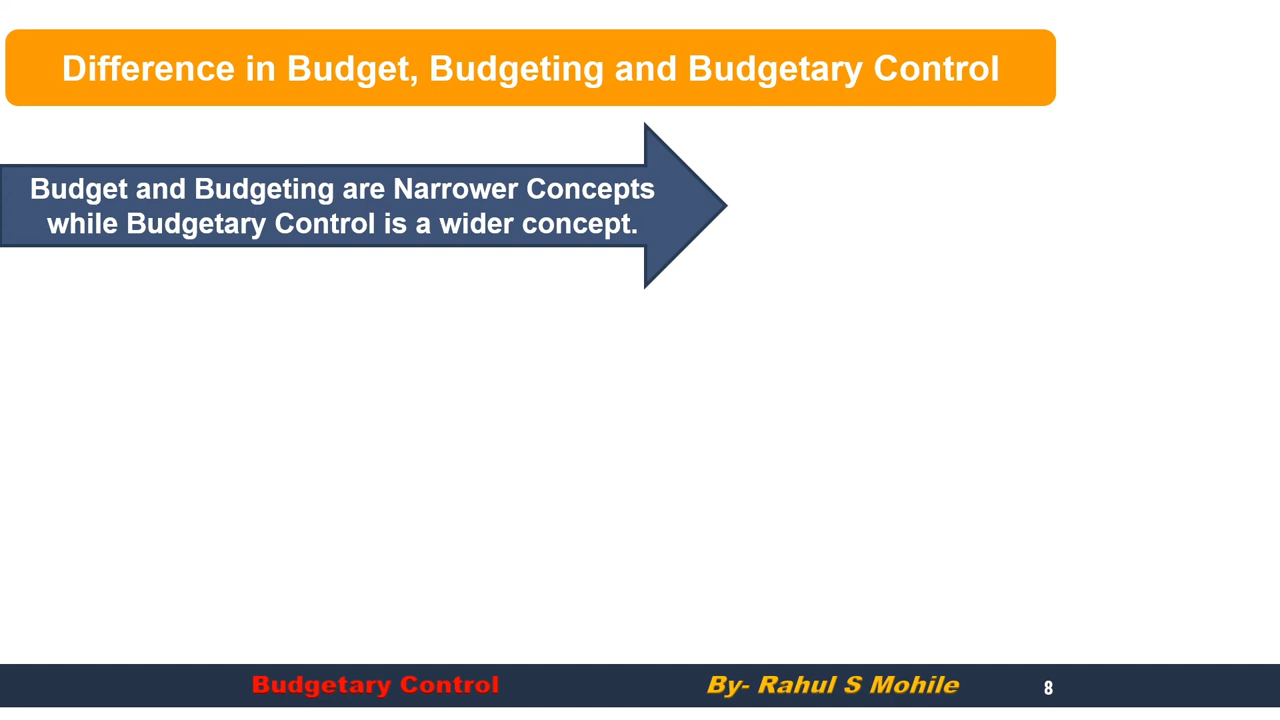 Difference in Budget, Budgeting and Budgetary Control
Budget and Budgeting are Narrower Concepts
while Budgetary Control is a wider concept.
Budgetary Control
By- Rahul S Mohile
8